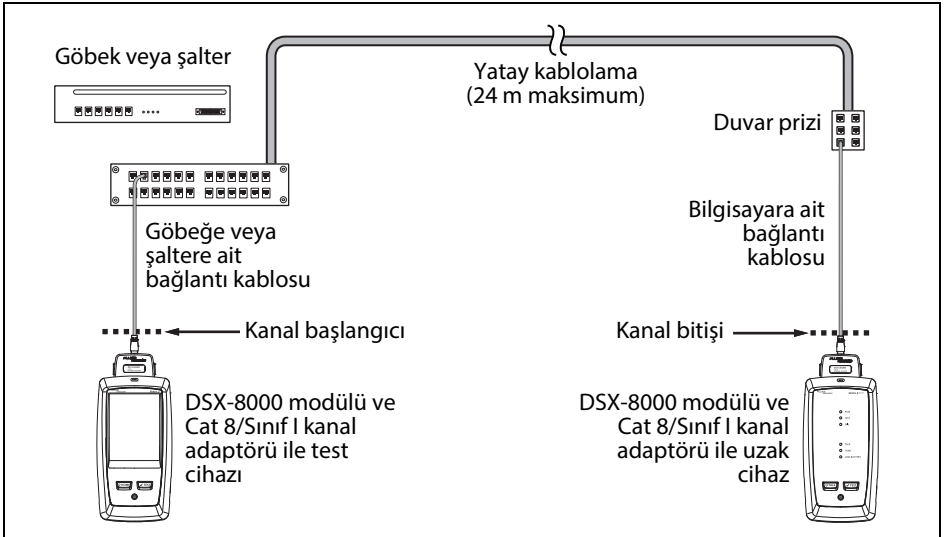 Göbek veya şalter
Yatay kablolama
(24 m maksimum)
Duvar prizi
Göbeğe veya
şaltere ait
bağlantı kablosu
Bilgisayara ait
bağlantı
kablosu
Kanal başlangıcı
Kanal bitişi
DSX-8000 modülü ve
Cat 8/Sınıf I kanal
adaptörü ile test
cihazı
DSX-8000 modülü ve
Cat 8/Sınıf I kanal
adaptörü ile uzak
cihaz